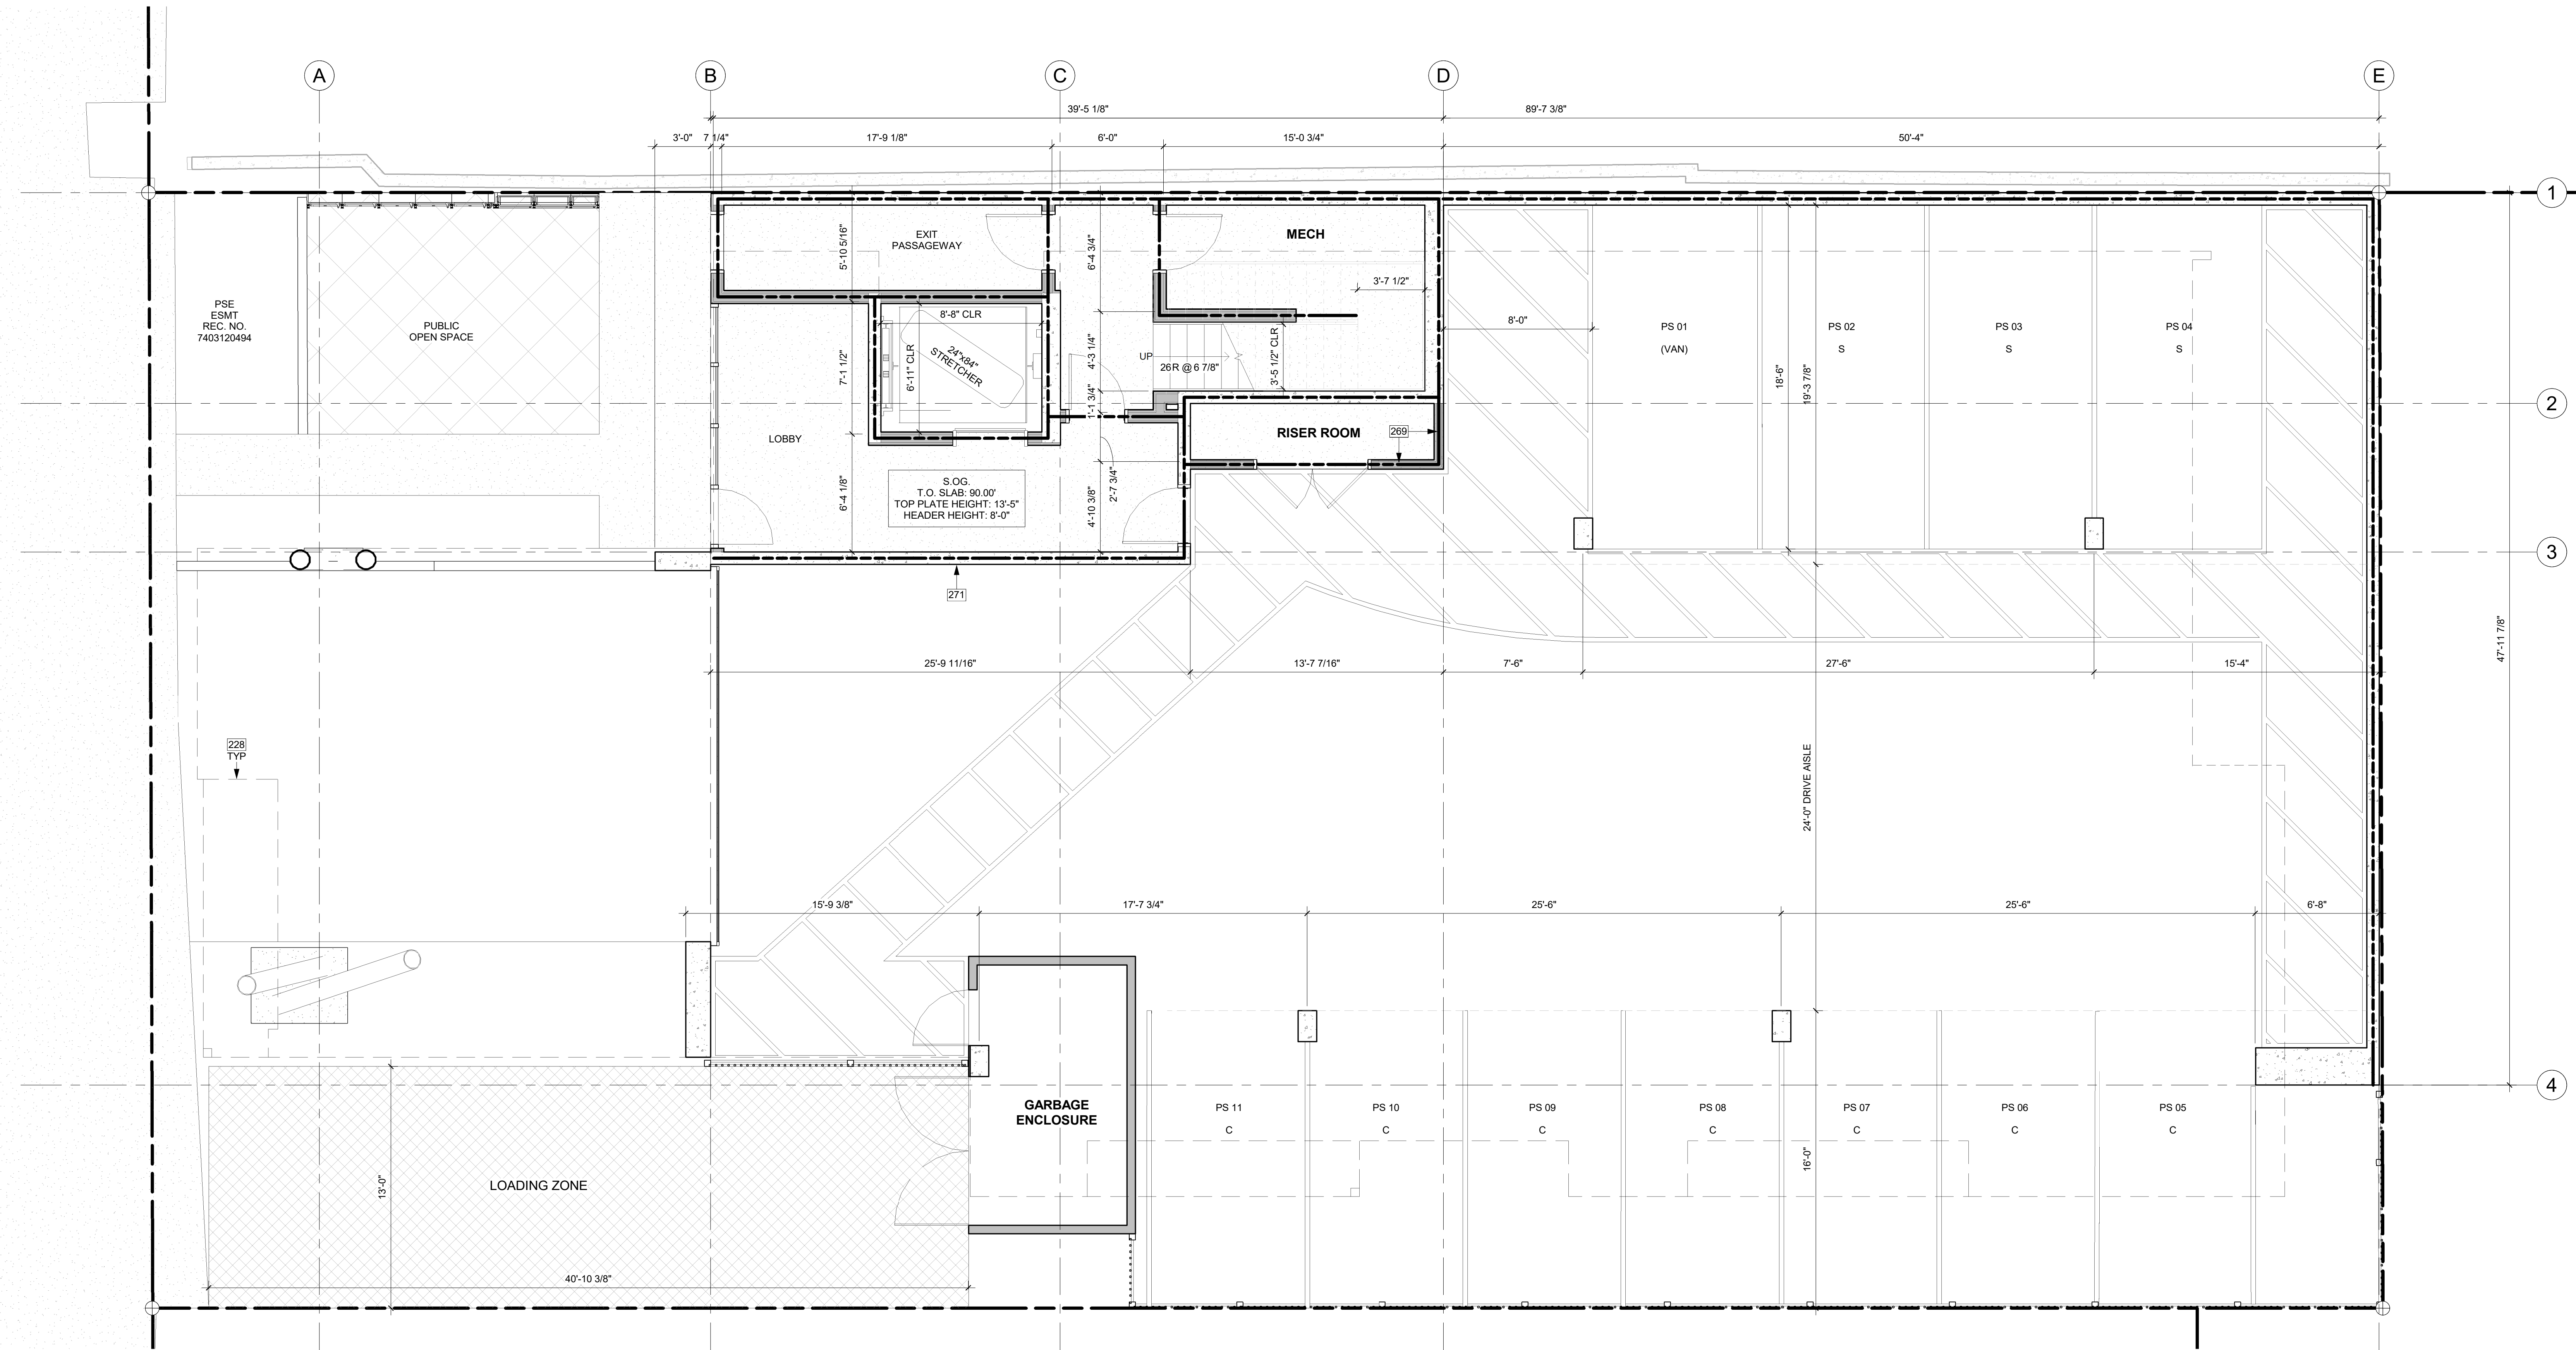 A
B
C
D
E
39'-5 1/8"
89'-7 3/8"
3'-0"
7 1/4"
17'-9 1/8"
6'-0"
15'-0 3/4"
50'-4"
1
EXIT
PASSAGEWAY
5'-10 5/16"
6'-4 3/4"
MECH
3'-7 1/2"
PSE
ESMT
REC. NO.
7403120494
PUBLIC
OPEN SPACE
8'-8" CLR
6'-11" CLR
24"x84"
STRETCHER
7'-1 1/2"
4'-3 1/4"
UP
26R @ 6 7/8"
3'-5 1/2" CLR
8'-0"
PS 01
(VAN)
PS 02
S
PS 03
S
PS 04
S
18'-6"
19'-3 7/8"
1'-1 3/4"
2
LOBBY
RISER ROOM
269
S.OG.
T.O. SLAB: 90.00'
TOP PLATE HEIGHT: 13'-5"
HEADER HEIGHT: 8'-0"
6'-4 1/8"
4'-10 3/8"
2'-7 3/4"
3
271
47'-11 7/8"
25'-9 11/16"
13'-7 7/16"
7'-6"
27'-6"
15'-4"
228
TYP
24'-0" DRIVE AISLE
15'-9 3/8"
17'-7 3/4"
25'-6"
25'-6"
6'-8"
4
GARBAGE
ENCLOSURE
PS 11
C
PS 10
C
PS 09
C
PS 08
C
PS 07
C
PS 06
C
PS 05
C
16'-0"
13'-0"
LOADING ZONE
40'-10 3/8"